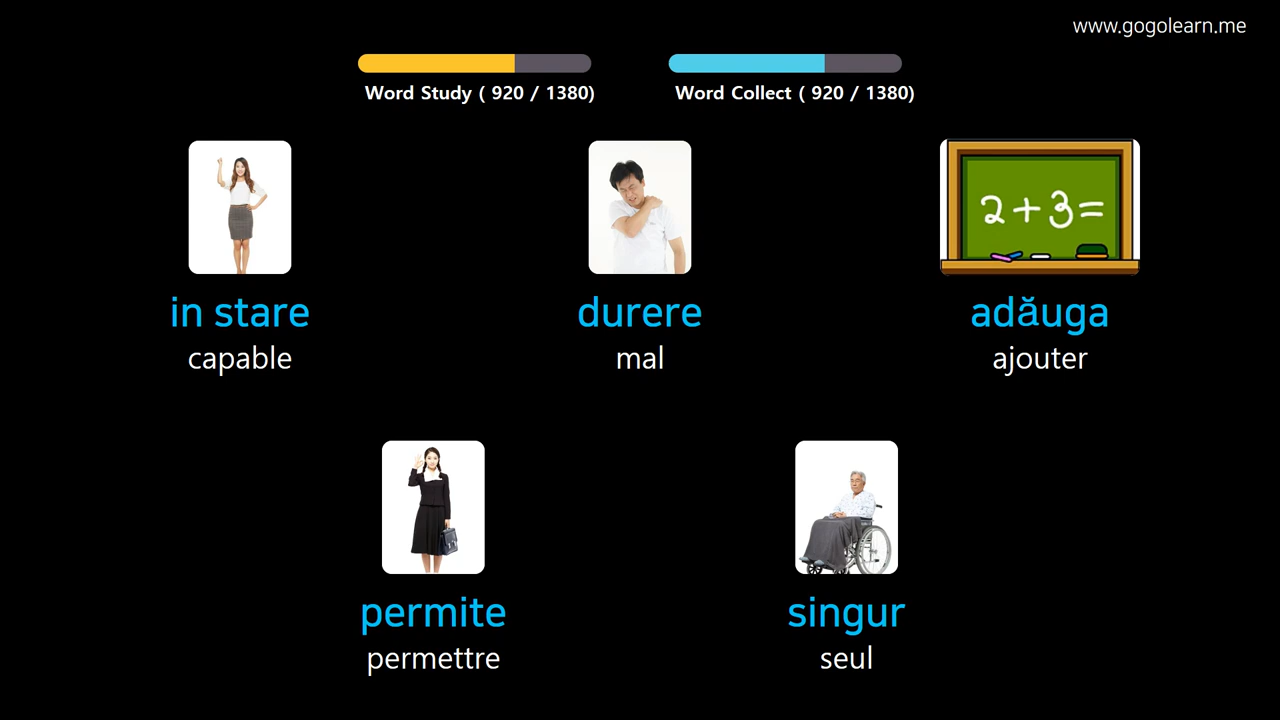 www.gogolearn.me
Word Study ( 920 / 1380)
Word Collect ( 920 / 1380)
2+3=
in stare
capable
durere
mal
adăuga
ajouter
permite
permettre
singur
seul